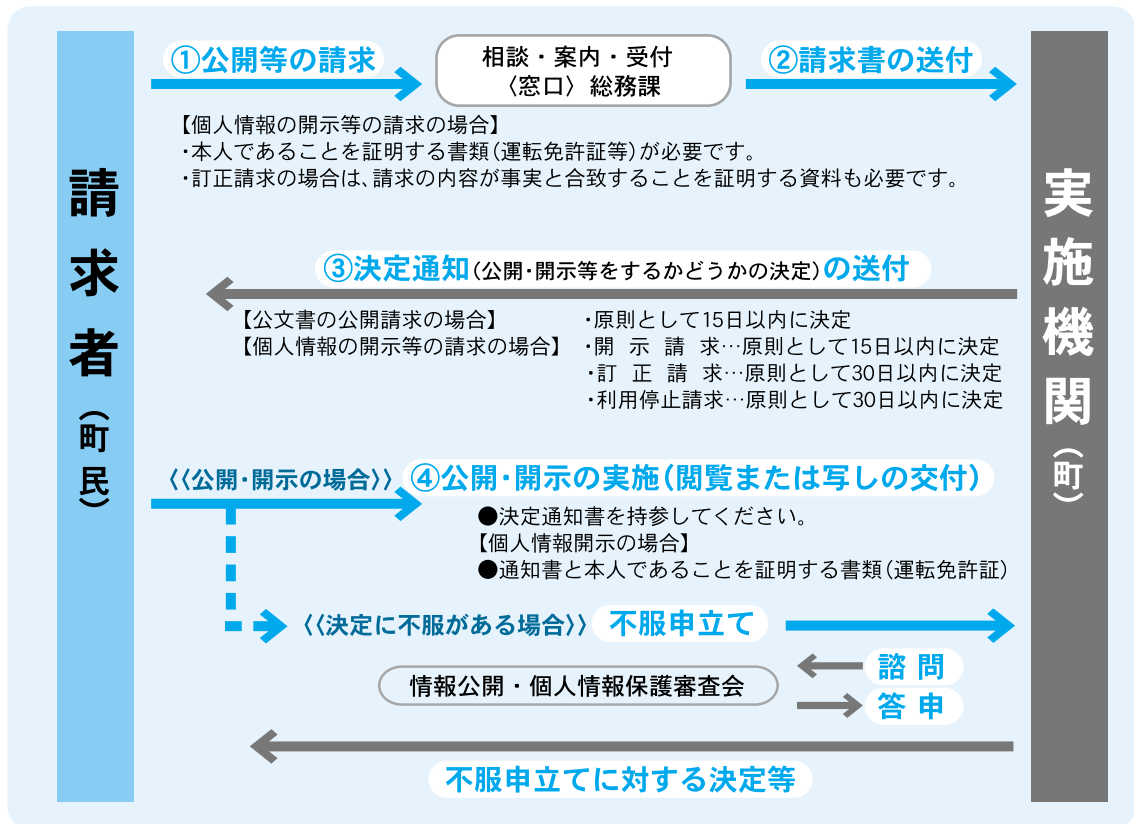 請求者(町民)
①公開等の請求
相談・案内・受付
〈窓口〉総務課
②請求書の送付
実施機関(町)
【個人情報の開示等の請求の場合】
・本人であることを証明する書類(運転免許証等)が必要です。
・訂正請求の場合は、請求の内容が事実と合致することを証明する資料も必要です。
③決定通知(公開・開示等をするかどうかの決定)の送付
【公文書の公開請求の場合】 ・原則として15日以内に決定
【個人情報の開示等の請求の場合】 ・開示請求…原則として15日以内に決定
・訂正請求…原則として30日以内に決定
・利用停止請求…原則として30日以内に決定
〈〈公開・開示の場合〉〉 ④公開・開示の実施(閲覧または写しの交付)
●決定通知書を持参してください。
【個人情報開示の場合】
●通知書と本人であることを証明する書類(運転免許証)
〈〈決定に不服がある場合〉〉 不服申立て
諮問
情報公開・個人情報保護審査会
答申
不服申立てに対する決定等